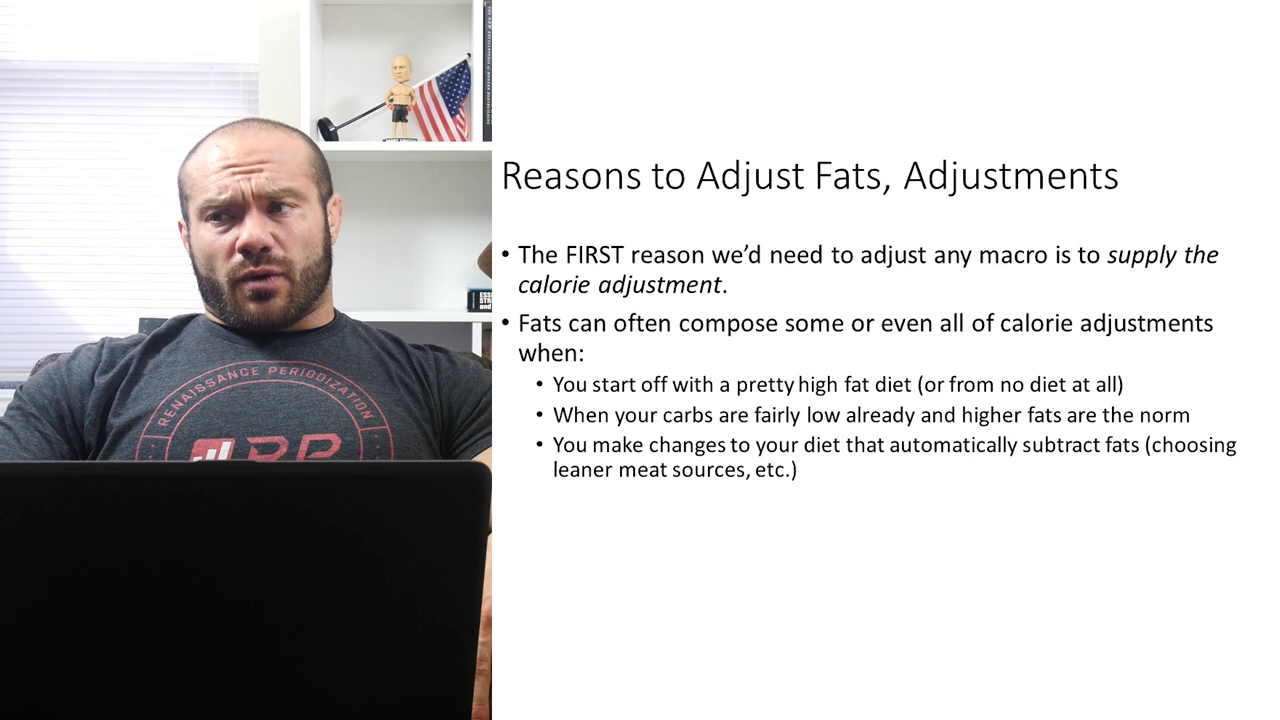 RENAISSANCE PERIODIZATION
RP
Reasons to Adjust Fats, Adjustments
• The FIRST reason we’d need to adjust any macro is to supply the
calorie adjustment.
• Fats can often compose some or even all of calorie adjustments
when:
• You start off with a pretty high fat diet (or from no diet at all)
• When your carbs are fairly low already and higher fats are the norm
• You make changes to your diet that automatically subtract fats (choosing
leaner meat sources, etc.)